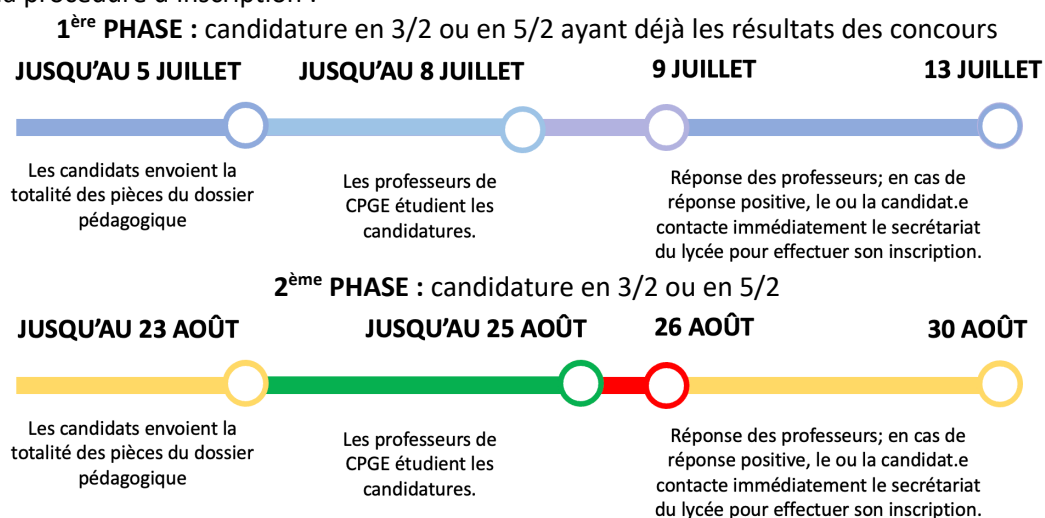 la procédure d'inscription :
1ère PHASE : candidature en 3/2 ou en 5/2 ayant déjà les résultats des concours
JUSQU'AU 5 JUILLET JUSQU'AU 8 JUILLET 9 JUILLET 13 JUILLET
Les candidats envoient la
totalité des pièces du dossier
pédagogique
Les professeurs de
CPGE étudient les
candidatures.
Réponse des professeurs; en cas de
réponse positive, le ou la candidat.e
contacte immédiatement le secrétariat
du lycée pour effectuer son inscription.
2ème PHASE : candidature en 3/2 ou en 5/2
JUSQU'AU 23 AOÛT JUSQU'AU 25 AOÛT 26 AOÛT 30 AOÛT
Les candidats envoient la
totalité des pièces du dossier
pédagogique
Les professeurs de
CPGE étudient les
candidatures.
Réponse des professeurs; en cas de
réponse positive, le ou la candidat.e
contacte immédiatement le secrétariat
du lycée pour effectuer son inscription.